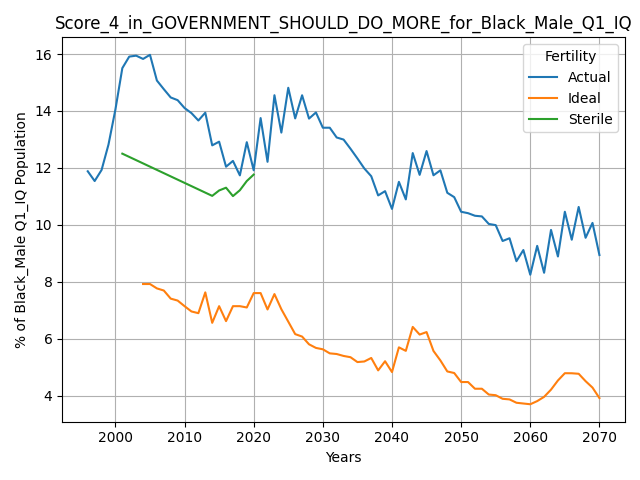 Score_4_in_GOVERNMENT_SHOULD_DO_MORE_for_Black_Male_Q1_IQ
Fertility
Actual
Ideal
Sterile
% of Black_Male Q1_IQ Population
16
14
12
10
8
6
4
2000
2010
2020
2030
2040
2050
2060
2070
Years